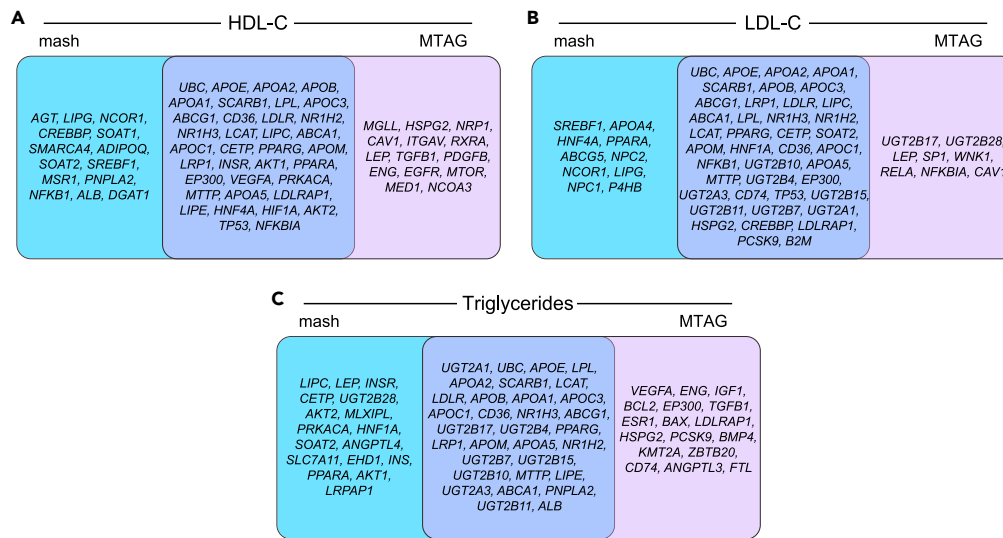 A
HDL-C
mash
MTAG
AGT, LIPG, NCOR1,
CREBBP, SOAT1,
SMARCA4, ADIPOQ,
SOAT2, SREBF1,
MSR1, PNPLA2,
NFKB1, ALB, DGAT1
UBC, APOE, APOA2, APOB,
APOA1, SCARB1, LPL, APOC3,
ABCG1, CD36, LDLR, NR1H2,
NR1H3, LCAT, LIPC, ABCA1,
APOC1, CETP, PPARG, APOM,
LRP1, INSR, AKT1, PPARA,
EP300, VEGFA, PRKACA,
MTTP, APOA5, LDLRAP1,
LIPE, HNF4A, HIF1A, AKT2,
TP53, NFKBIA
MGLL, HSPG2, NRP1,
CAV1, ITGAV, RXRA,
LEP, TGFB1, PDGFB,
ENG, EGFR, MTOR,
MED1, NCOA3
B
LDL-C
mash
MTAG
SREBF1, APOA4,
HNF4A, PPARA,
ABCG5, NPC2,
NCOR1, LIPG,
NPC1, P4HB
UBC, APOE, APOA2, APOA1,
SCARB1, APOB, APOC3,
ABCG1, LRP1, LDLR, LIPC,
ABCA1, LPL, NR1H3, NR1H2,
LCAT, PPARG, CETP, SOAT2,
APOM, HNF1A, CD36, APOC1,
NFKB1, UGT2B10, APOA5,
MTTP, UGT2B4, EP300,
UGT2A3, CD74, TP53, UGT2B15,
UGT2B11, UGT2B7, UGT2A1,
HSPG2, CREBBP, LDLRAP1,
PCSK9, B2M
UGT2B17, UGT2B28,
LEP, SP1, WNK1,
RELA, NFKBIA, CAV1
C
Triglycerides
mash
MTAG
LIPC, LEP, INSR,
CETP, UGT2B28,
AKT2, MLXIPL,
PRKACA, HNF1A,
SOAT2, ANGPTL4,
SLC7A11, EHD1, INS,
PPARA, AKT1,
LRPAP1
UGT2A1, UBC, APOE, LPL,
APOA2, SCARB1, LCAT,
LDLR, APOB, APOA1, APOC3,
APOC1, CD36, NR1H3, ABCG1,
UGT2B17, UGT2B4, PPARG,
LRP1, APOM, APOA5, NR1H2,
UGT2B7, UGT2B15,
UGT2B10, MTTP, LIPE,
UGT2A3, ABCA1, PNPLA2,
UGT2B11, ALB
VEGFA, ENG, IGF1,
BCL2, EP300, TGFB1,
ESR1, BAX, LDLRAP1,
HSPG2, PCSK9, BMP4,
KMT2A, ZBTB20,
CD74, ANGPTL3, FTL